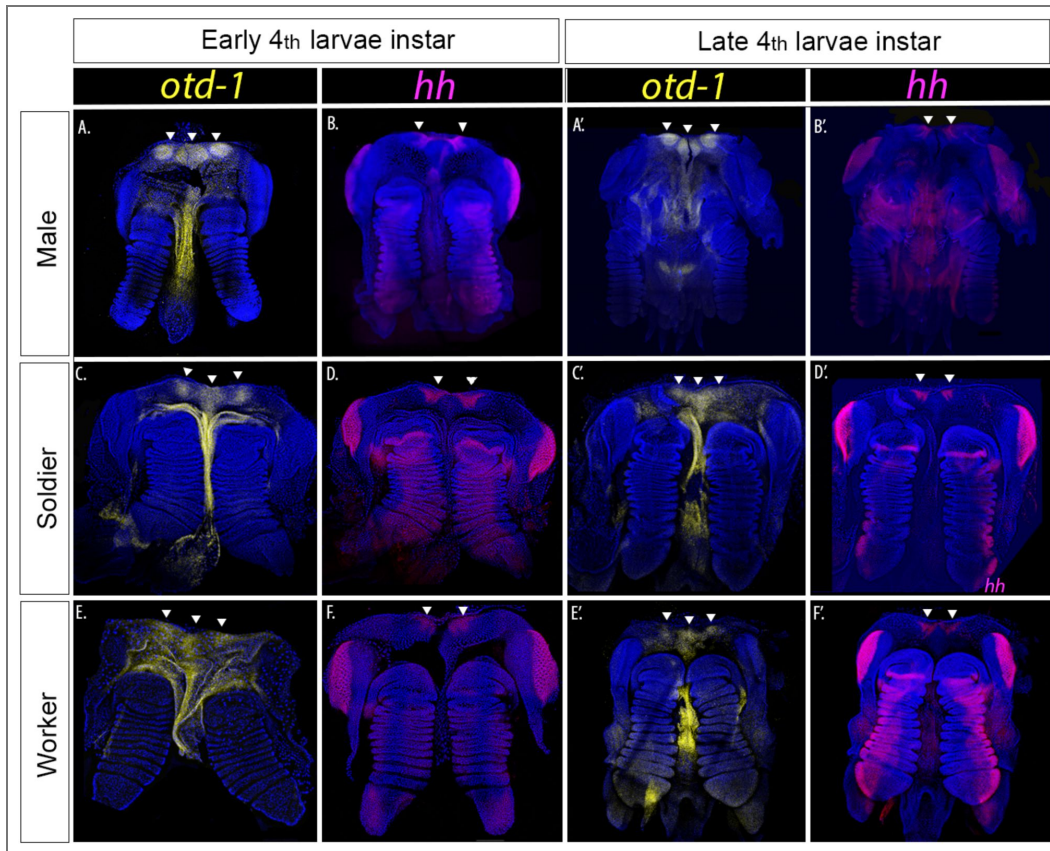 Early 4th larvae instar
Late 4th larvae instar
otd-1
hh
otd-1
hh
Male
A.
B.
A'.
B'.
Soldier
C.
D.
C'.
D'.
hh
Worker
E.
F.
E'.
F'.